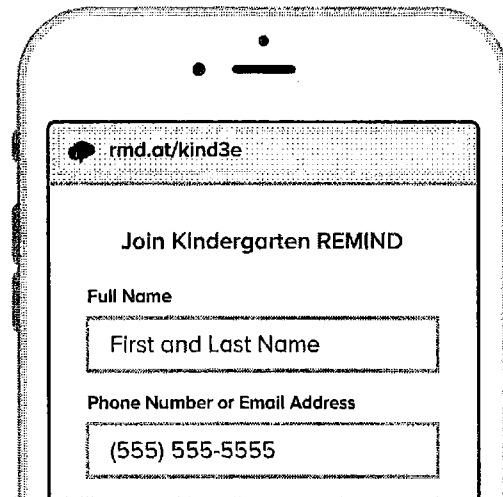 rmd.at/kind3e
Join Kindergarten REMIND
Full Name
First and Last Name
Phone Number or Email Address
(555) 555-5555